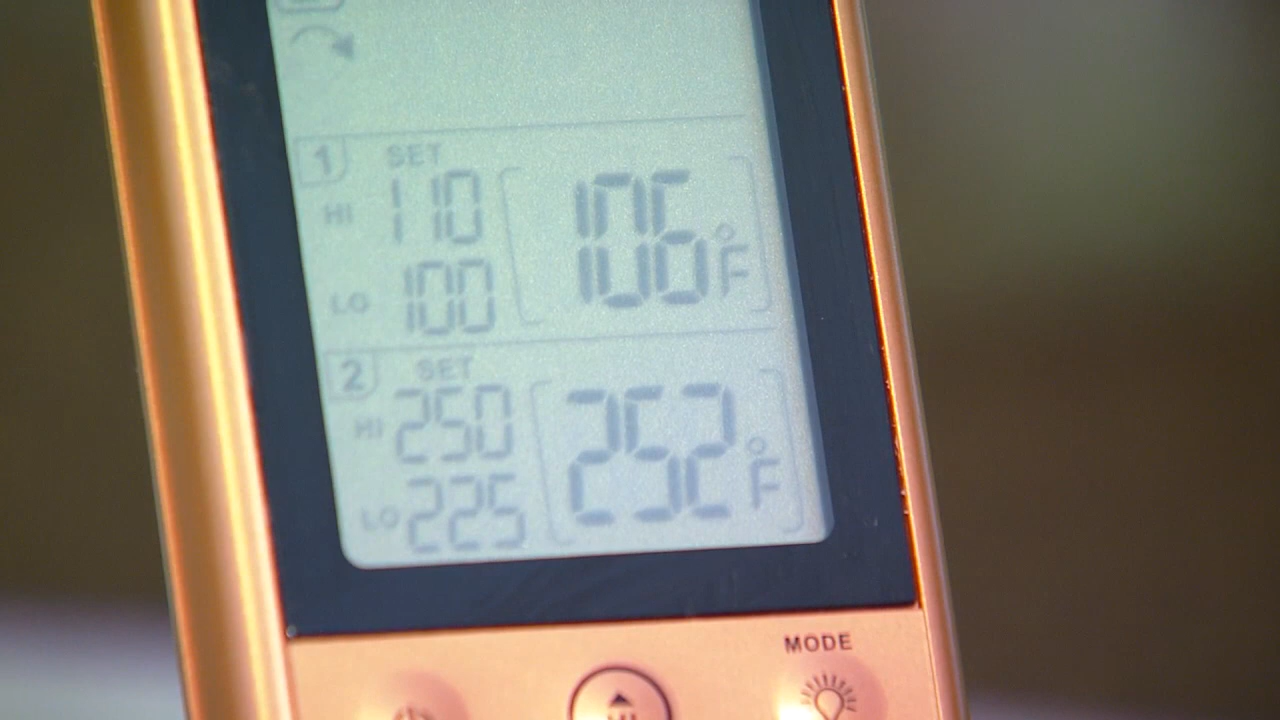 1 SET
HI 110
106 °F
LO 100
2 SET
HI 250
252 °F
LO 225
MODE